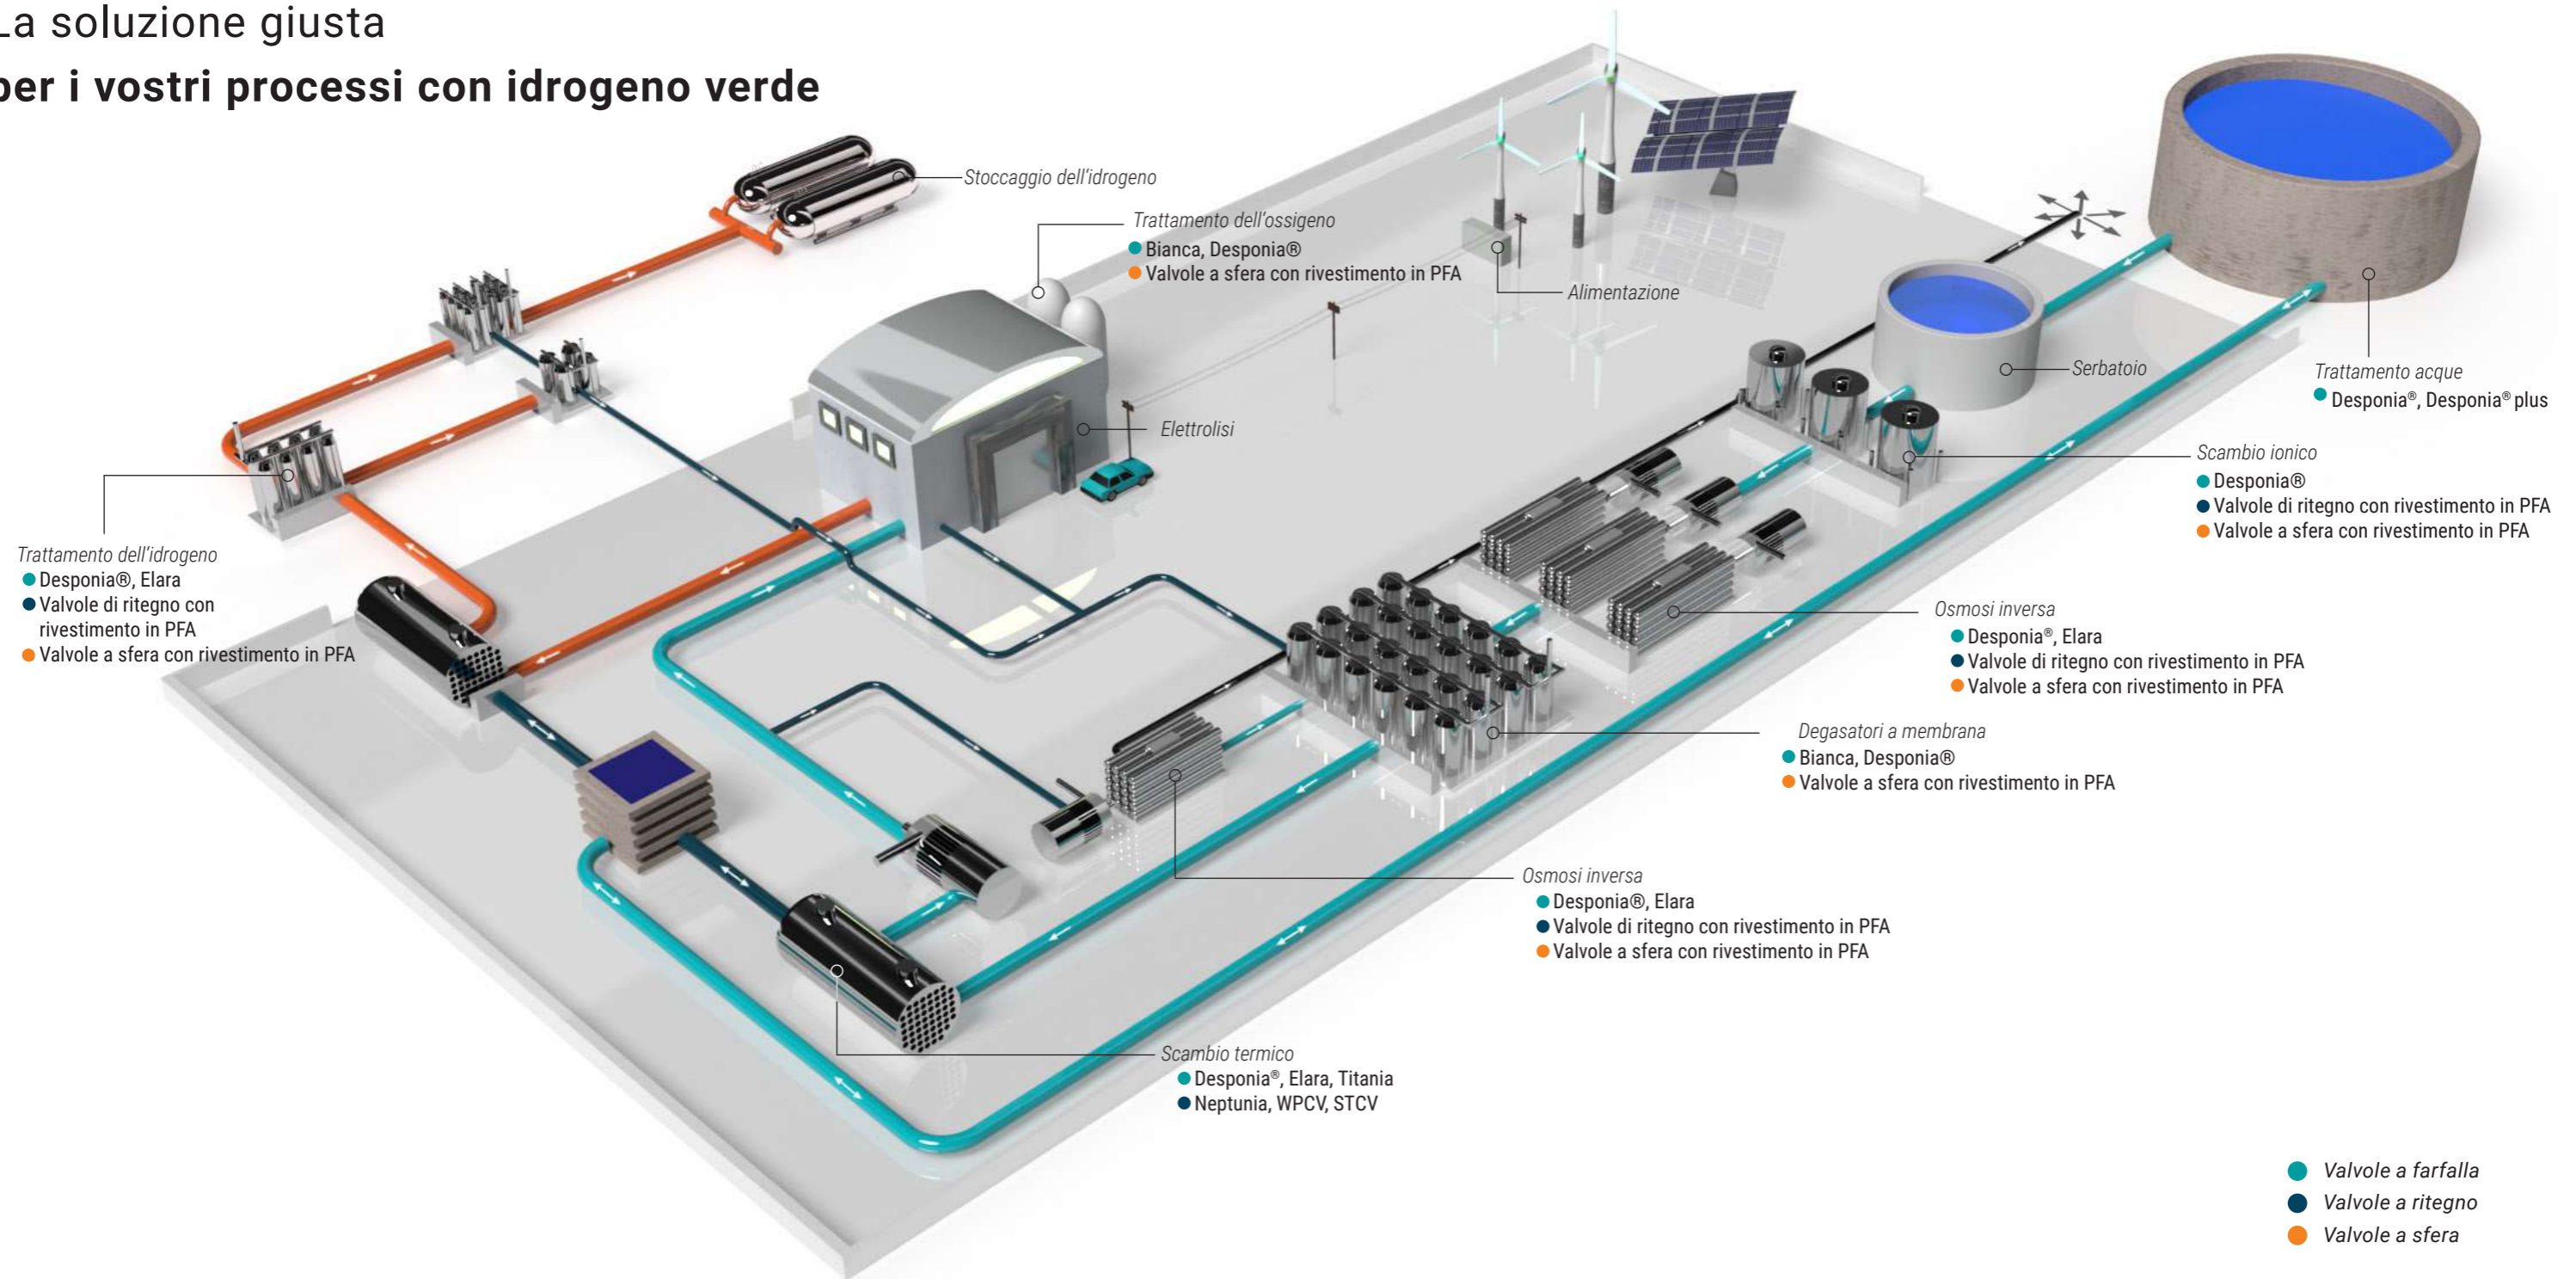 La soluzione giusta
per i vostri processi con idrogeno verde
Stoccaggio dell'idrogeno
Trattamento dell'ossigeno
Bianca, Desponia®
Valvole a sfera con rivestimento in PFA
Alimentazione
Elettrolisi
Serbatoio
Trattamento acque
Desponia®, Desponia® plus
Scambio ionico
Desponia®
Valvole di ritegno con rivestimento in PFA
Valvole a sfera con rivestimento in PFA
Trattamento dell'idrogeno
Desponia®, Elara
Valvole di ritegno con
rivestimento in PFA
Valvole a sfera con rivestimento in PFA
Osmosi inversa
Desponia®, Elara
Valvole di ritegno con rivestimento in PFA
Valvole a sfera con rivestimento in PFA
Degasatori a membrana
Bianca, Desponia®
Valvole a sfera con rivestimento in PFA
Osmosi inversa
Desponia®, Elara
Valvole di ritegno con rivestimento in PFA
Valvole a sfera con rivestimento in PFA
Scambio termico
Desponia®, Elara, Titania
Neptunia, WPCV, STCV
Valvole a farfalla
Valvole a ritegno
Valvole a sfera